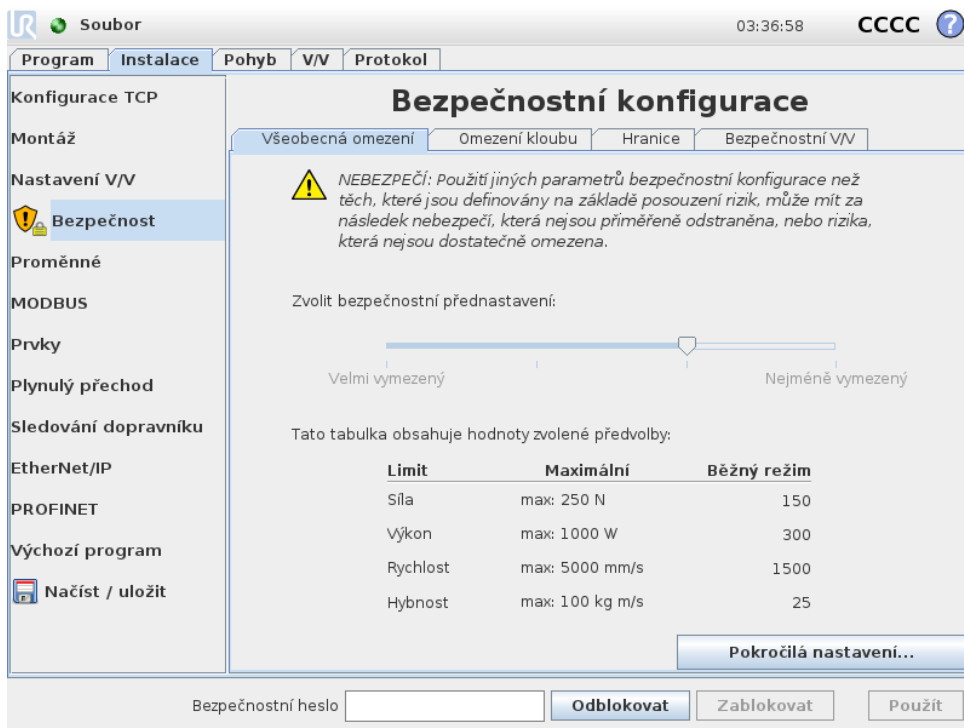 UR Soubor 03:36:58 CCCC ?
Program Instalace Pohyb V/V Protokol
Konfigurace TCP
Montáž
Nastavení V/V
Bezpečnost
Proměnné
MODBUS
Prvky
Plynulý přechod
Sledování dopravníku
EtherNet/IP
PROFINET
Výchozí program
Načíst / uložit
Bezpečnostní konfigurace
Všeobecná omezení Omezení kloubu Hranice Bezpečnostní V/V
NEBEZPEČÍ: Použití jiných parametrů bezpečnostní konfigurace než
těch, které jsou definovány na základě posouzení rizik, může mít za
následek nebezpečí, která nejsou přiměřeně odstraněna, nebo rizika,
která nejsou dostatečně omezena.
Zvolit bezpečnostní přednastavení:
Velmi vymezený Nejméně vymezený
Tato tabulka obsahuje hodnoty zvolené předvolby:
Limit Maximální Běžný režim
Síla max: 250 N 150
Výkon max: 1000 W 300
Rychlost max: 5000 mm/s 1500
Hybnost max: 100 kg m/s 25
Pokročilá nastavení...
Bezpečnostní heslo Odblokovat Zablokovat Použít